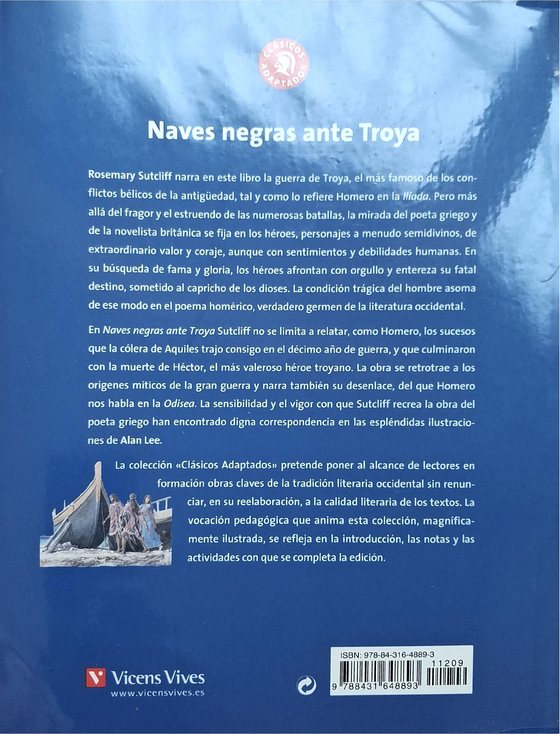 CLÁSICOS
ADAPTADOS
Naves negras ante Troya
Rosemary Sutcliff narra en este libro la guerra de Troya, el más famoso de los con-
flictos bélicos de la antigüedad, tal y como lo refiere Homero en la Ilíada. Pero más
allá del fragor y el estruendo de las numerosas batallas, la mirada del poeta griego y
de la novelista británica se fija en los héroes, personajes a menudo semidivinos, de
extraordinario valor y coraje, aunque con sentimientos y debilidades humanas. En
su búsqueda de fama y gloria, los héroes afrontan con orgullo y entereza su fatal
destino, sometido al capricho de los dioses. La condición trágica del hombre asoma
de ese modo en el poema homérico, verdadero germen de la literatura occidental.
En Naves negras ante Troya Sutcliff no se limita a relatar, como Homero, los sucesos
que la cólera de Aquiles trajo consigo en el décimo año de guerra, y que culminaron
con la muerte de Héctor, el más valeroso héroe troyano. La obra se retrotrae a los
orígenes míticos de la gran guerra y narra también su desenlace, del que Homero
nos habla en la Odisea. La sensibilidad y el vigor con que Sutcliff recrea la obra del
poeta griego han encontrado digna correspondencia en las espléndidas ilustracio-
nes de Alan Lee.
La colección «Clásicos Adaptados» pretende poner al alcance de lectores en
formación obras claves de la tradición literaria occidental sin renun-
ciar, en su reelaboración, a la calidad literaria de los textos. La
vocación pedagógica que anima esta colección, magnífica-
mente ilustrada, se refleja en la introducción, las notas y las
actividades con que se completa la edición.
Vicens Vives
www.vicensvives.es
ISBN: 978-84-316-4889-3
11209
9 788431 648893